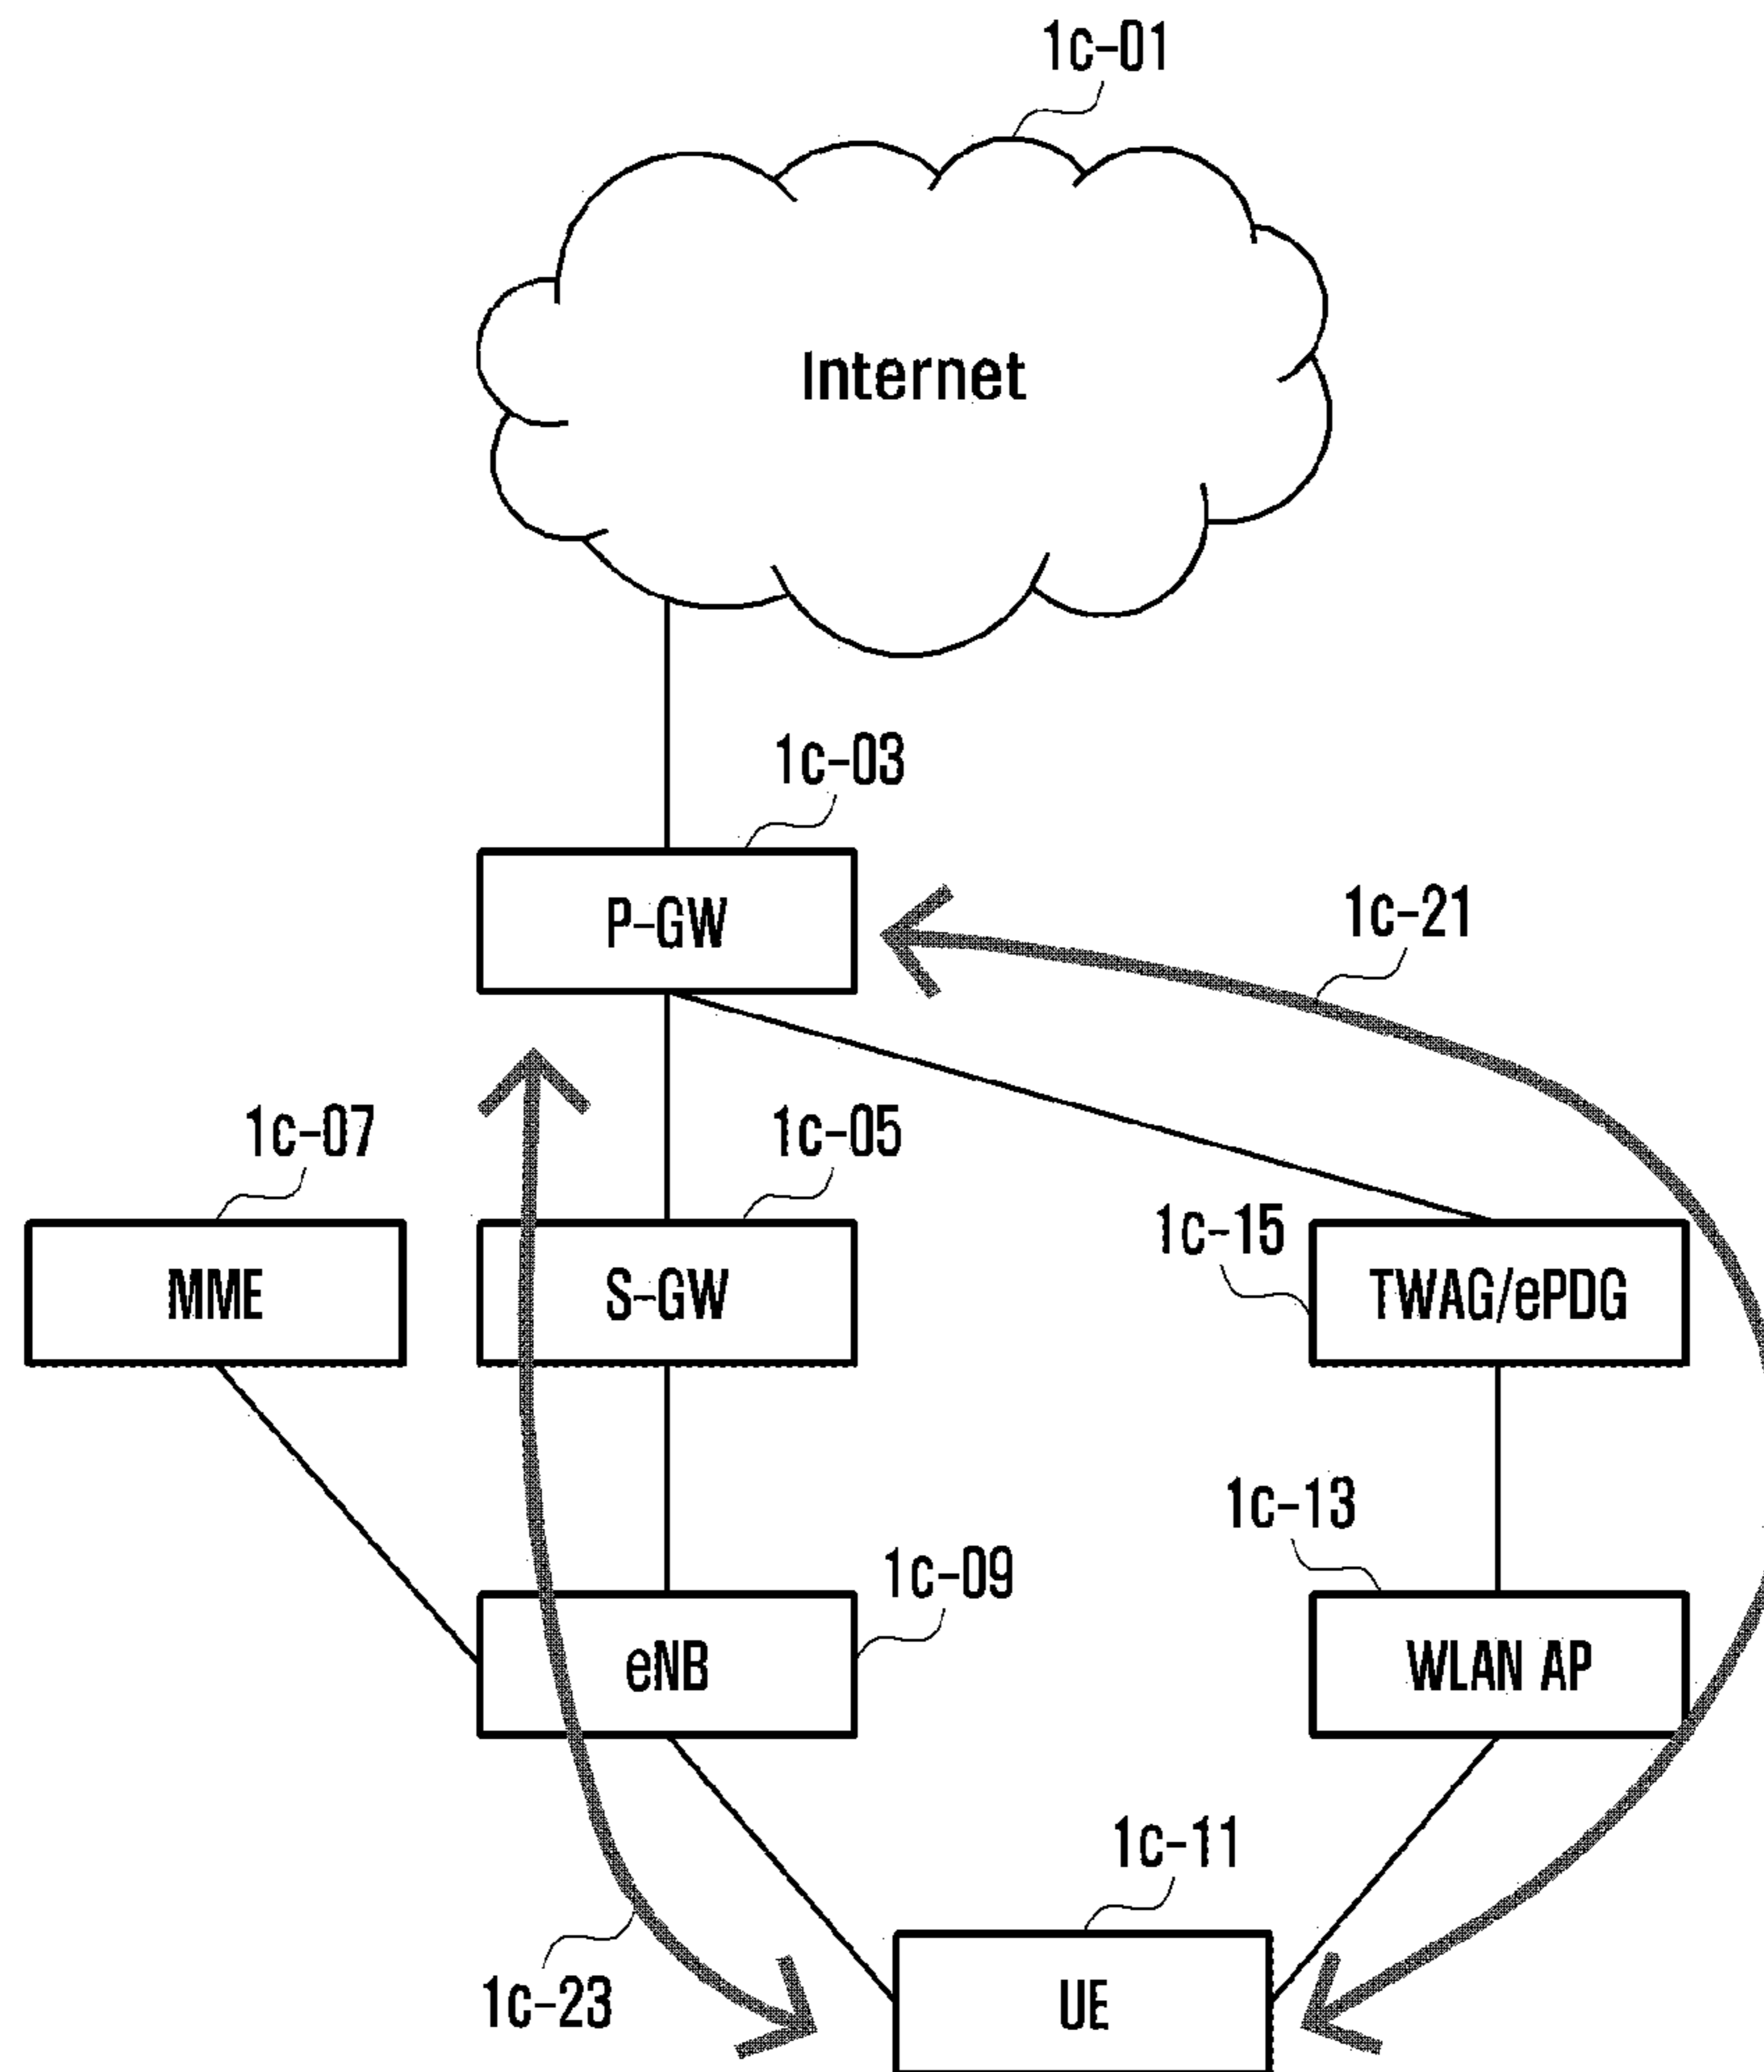 1c-01
Internet
1c-03
P-GW
1c-21
1c-07
1c-05
1c-15
MME
S-GW
TWAG/ePDG
1c-13
1c-09
eNB
WLAN AP
1c-11
1c-23
UE